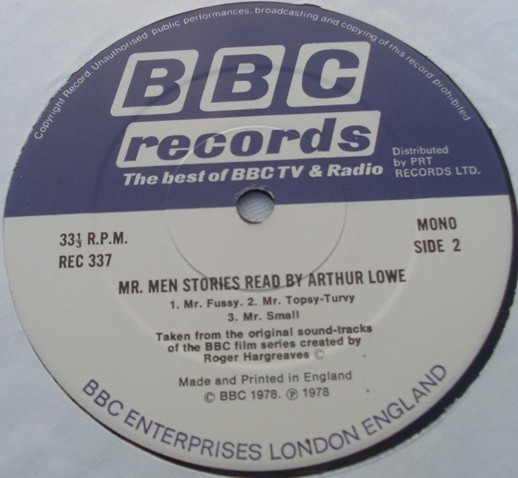 Copyright Record. Unauthorised public performances, broadcasting and copying of this record prohibited
BBC
records
The best of BBC TV & Radio
Distributed
by PRT
RECORDS LTD.
33⅓ R.P.M.
REC 337
MONO
SIDE 2
MR. MEN STORIES READ BY ARTHUR LOWE
1. Mr. Fussy. 2. Mr. Topsy-Turvy
3. Mr. Small
Taken from the original sound-tracks
of the BBC film series created by
Roger Hargreaves ©
Made and Printed in England
© BBC 1978. ℗ 1978
BBC ENTERPRISES LONDON ENGLAND